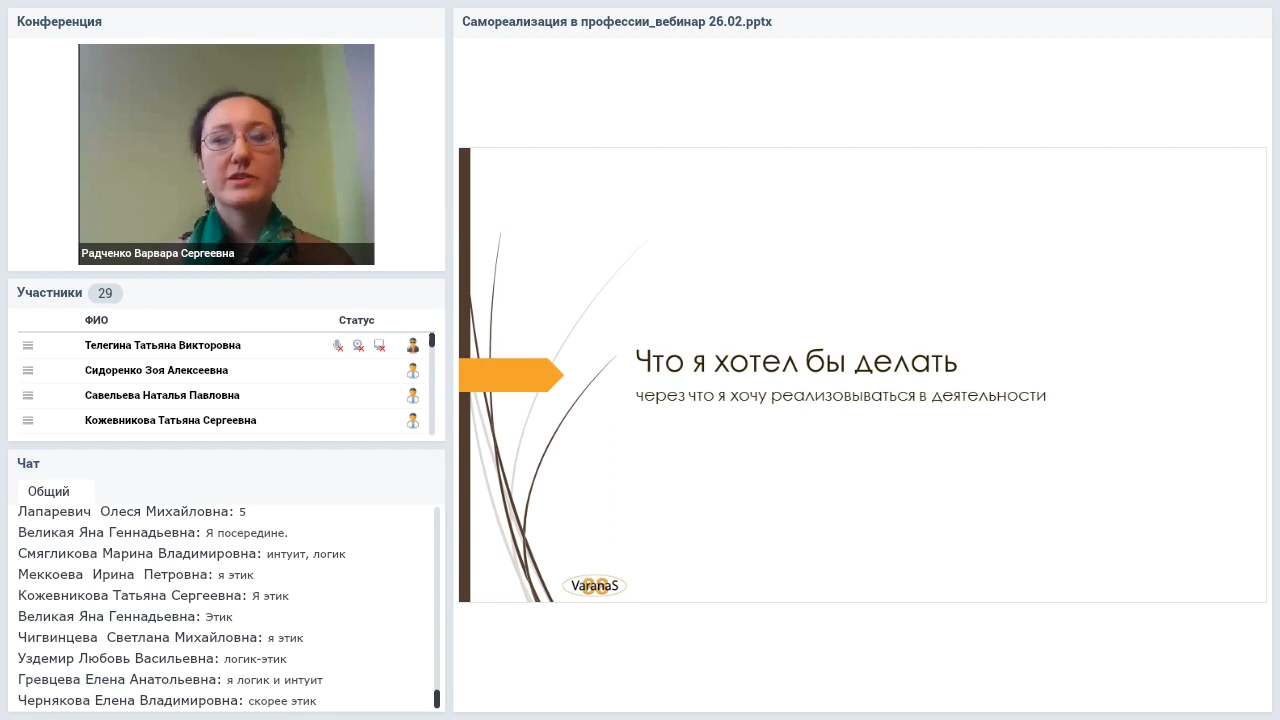 Конференция
Радченко Варвара Сергеевна
Участники 29
ФИО Статус
Телегина Татьяна Викторовна
Сидоренко Зоя Алексеевна
Савельева Наталья Павловна
Кожевникова Татьяна Сергеевна
Чат
Общий
Лапаревич Олеся Михайловна: 5
Великая Яна Геннадьевна: Я посередине.
Смягликова Марина Владимировна: интуит, логик
Меккоева Ирина Петровна: я этик
Кожевникова Татьяна Сергеевна: Я этик
Великая Яна Геннадьевна: Этик
Чигвинцева Светлана Михайловна: я этик
Уздемир Любовь Васильевна: логик-этик
Гревцева Елена Анатольевна: я логик и интуит
Чернякова Елена Владимировна: скорее этик
Самореализация в профессии_вебинар 26.02.pptx
Что я хотел бы делать
через что я хочу реализовываться в деятельности
VaranaS